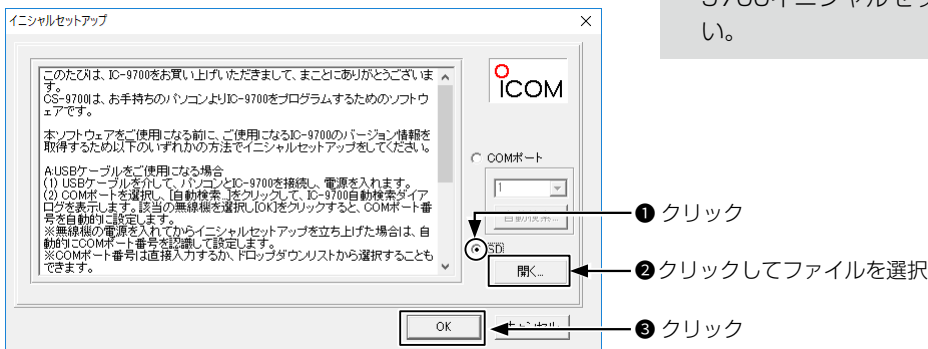 イニシャルセットアップ
このたびは、IC-9700をお買い上げいただきまして、まことにありがとうございま
す。
CS-9700は、お手持ちのパソコンよりIC-9700をプログラムするためのソフトウ
ェアです。
本ソフトウェアをご使用になる前に、ご使用になるIC-9700のバージョン情報を
取得するため以下のいずれかの方法でイニシャルセットアップをしてください。
A:USBケーブルをご使用になる場合
(1) USBケーブルを介して、パソコンとIC-9700を接続し、電源を入れます。
(2) COMポートを選択し、[自動検索...]をクリックして、IC-9700自動検索ダイア
ログを表示します。該当の無線機を選択し[OK]をクリックすると、COMポート番
号を自動的に設定します。
※無線機の電源を入れてからイニシャルセットアップを立ち上げた場合は、自
動的にCOMポート番号を認識して設定します。
※COMポート番号は直接入力するか、ドロップダウンリストから選択することも
できます。
ICOM
COMポート
1
自動検索...
SD
開く...
OK
キャンセル
❶ クリック
❷クリックしてファイルを選択
❸ クリック
い。